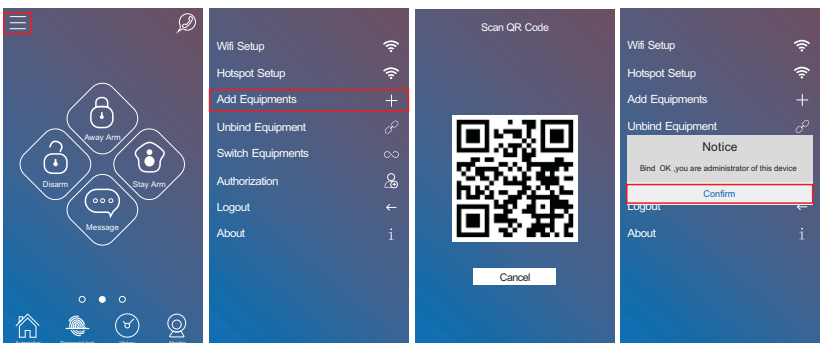 Away Arm
Disarm
Stay Arm
Message
History
Wifi Setup
Hotspot Setup
Add Equipments
Unbind Equipment
Switch Equipments
Authorization
Logout
About
Scan QR Code
Cancel
Wifi Setup
Hotspot Setup
Add Equipments
Unbind Equipment
Notice
Bind OK ,you are administrator of this device
Confirm
Logout
About